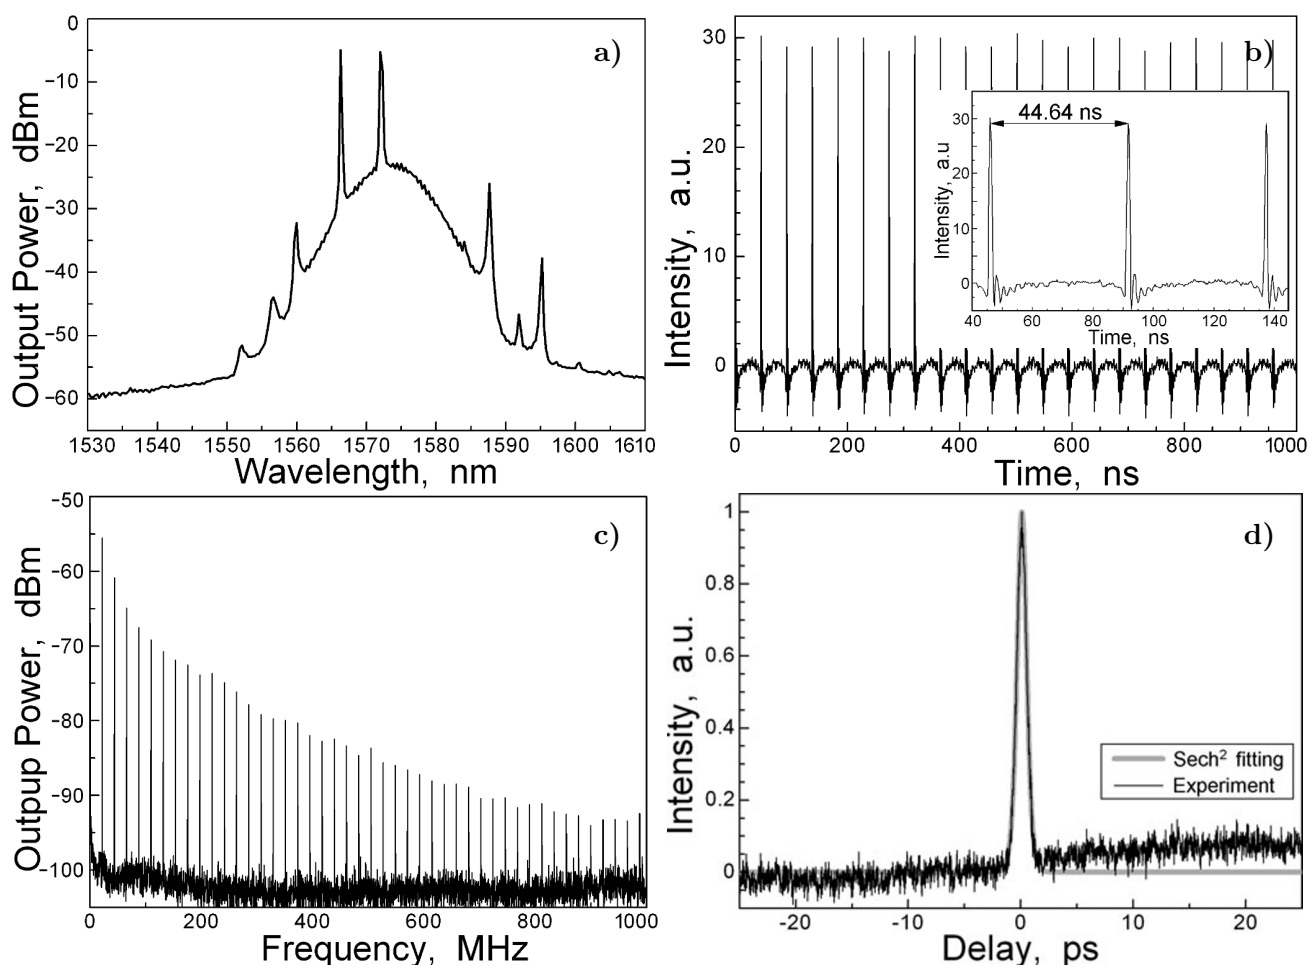 a)
Output Power, dBm
0
−10
−20
−30
−40
−50
−60
1530 1540 1550 1560 1570 1580 1590 1600 1610
Wavelength, nm
b)
Intensity, a.u.
30
20
10
0
0 200 400 600 800 1000
Time, ns
44.64 ns
Intensity, a.u
30
20
10
0
40 60 80 100 120 140
Time, ns
c)
Outpup Power, dBm
−50
−60
−70
−80
−90
−100
0 200 400 600 800 1000
Frequency, MHz
d)
Intensity, a.u.
1
0.8
0.6
0.4
0.2
0
Sech² fitting
Experiment
-20 -10 0 10 20
Delay, ps